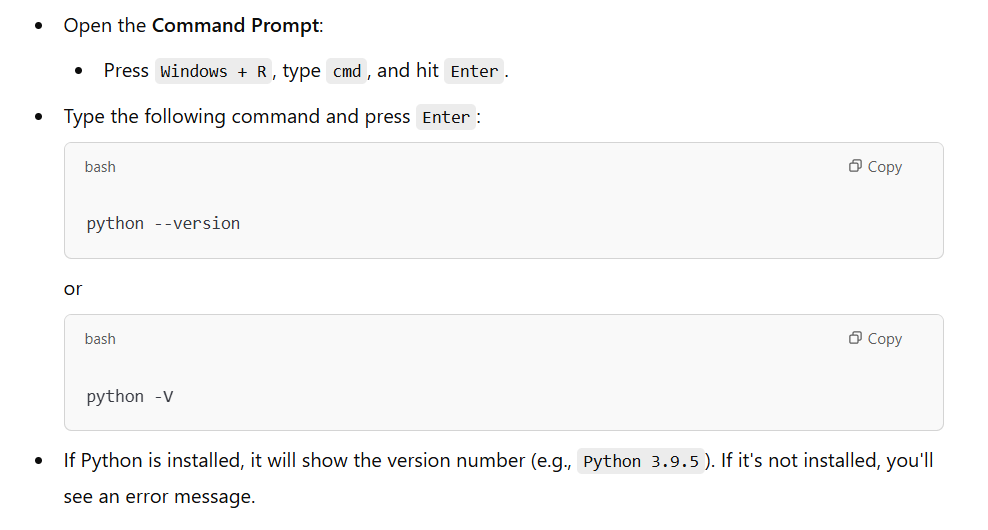 Open the Command Prompt:
Press Windows + R, type cmd, and hit Enter.
Type the following command and press Enter:
bash
Copy
python --version
or
bash
Copy
python -V
If Python is installed, it will show the version number (e.g., Python 3.9.5). If it's not installed, you'll
see an error message.